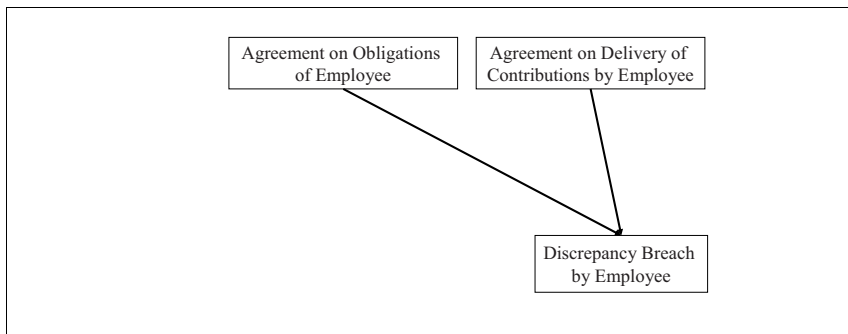 Agreement on Obligations
of Employee
Agreement on Delivery of
Contributions by Employee
Discrepancy Breach
by Employee